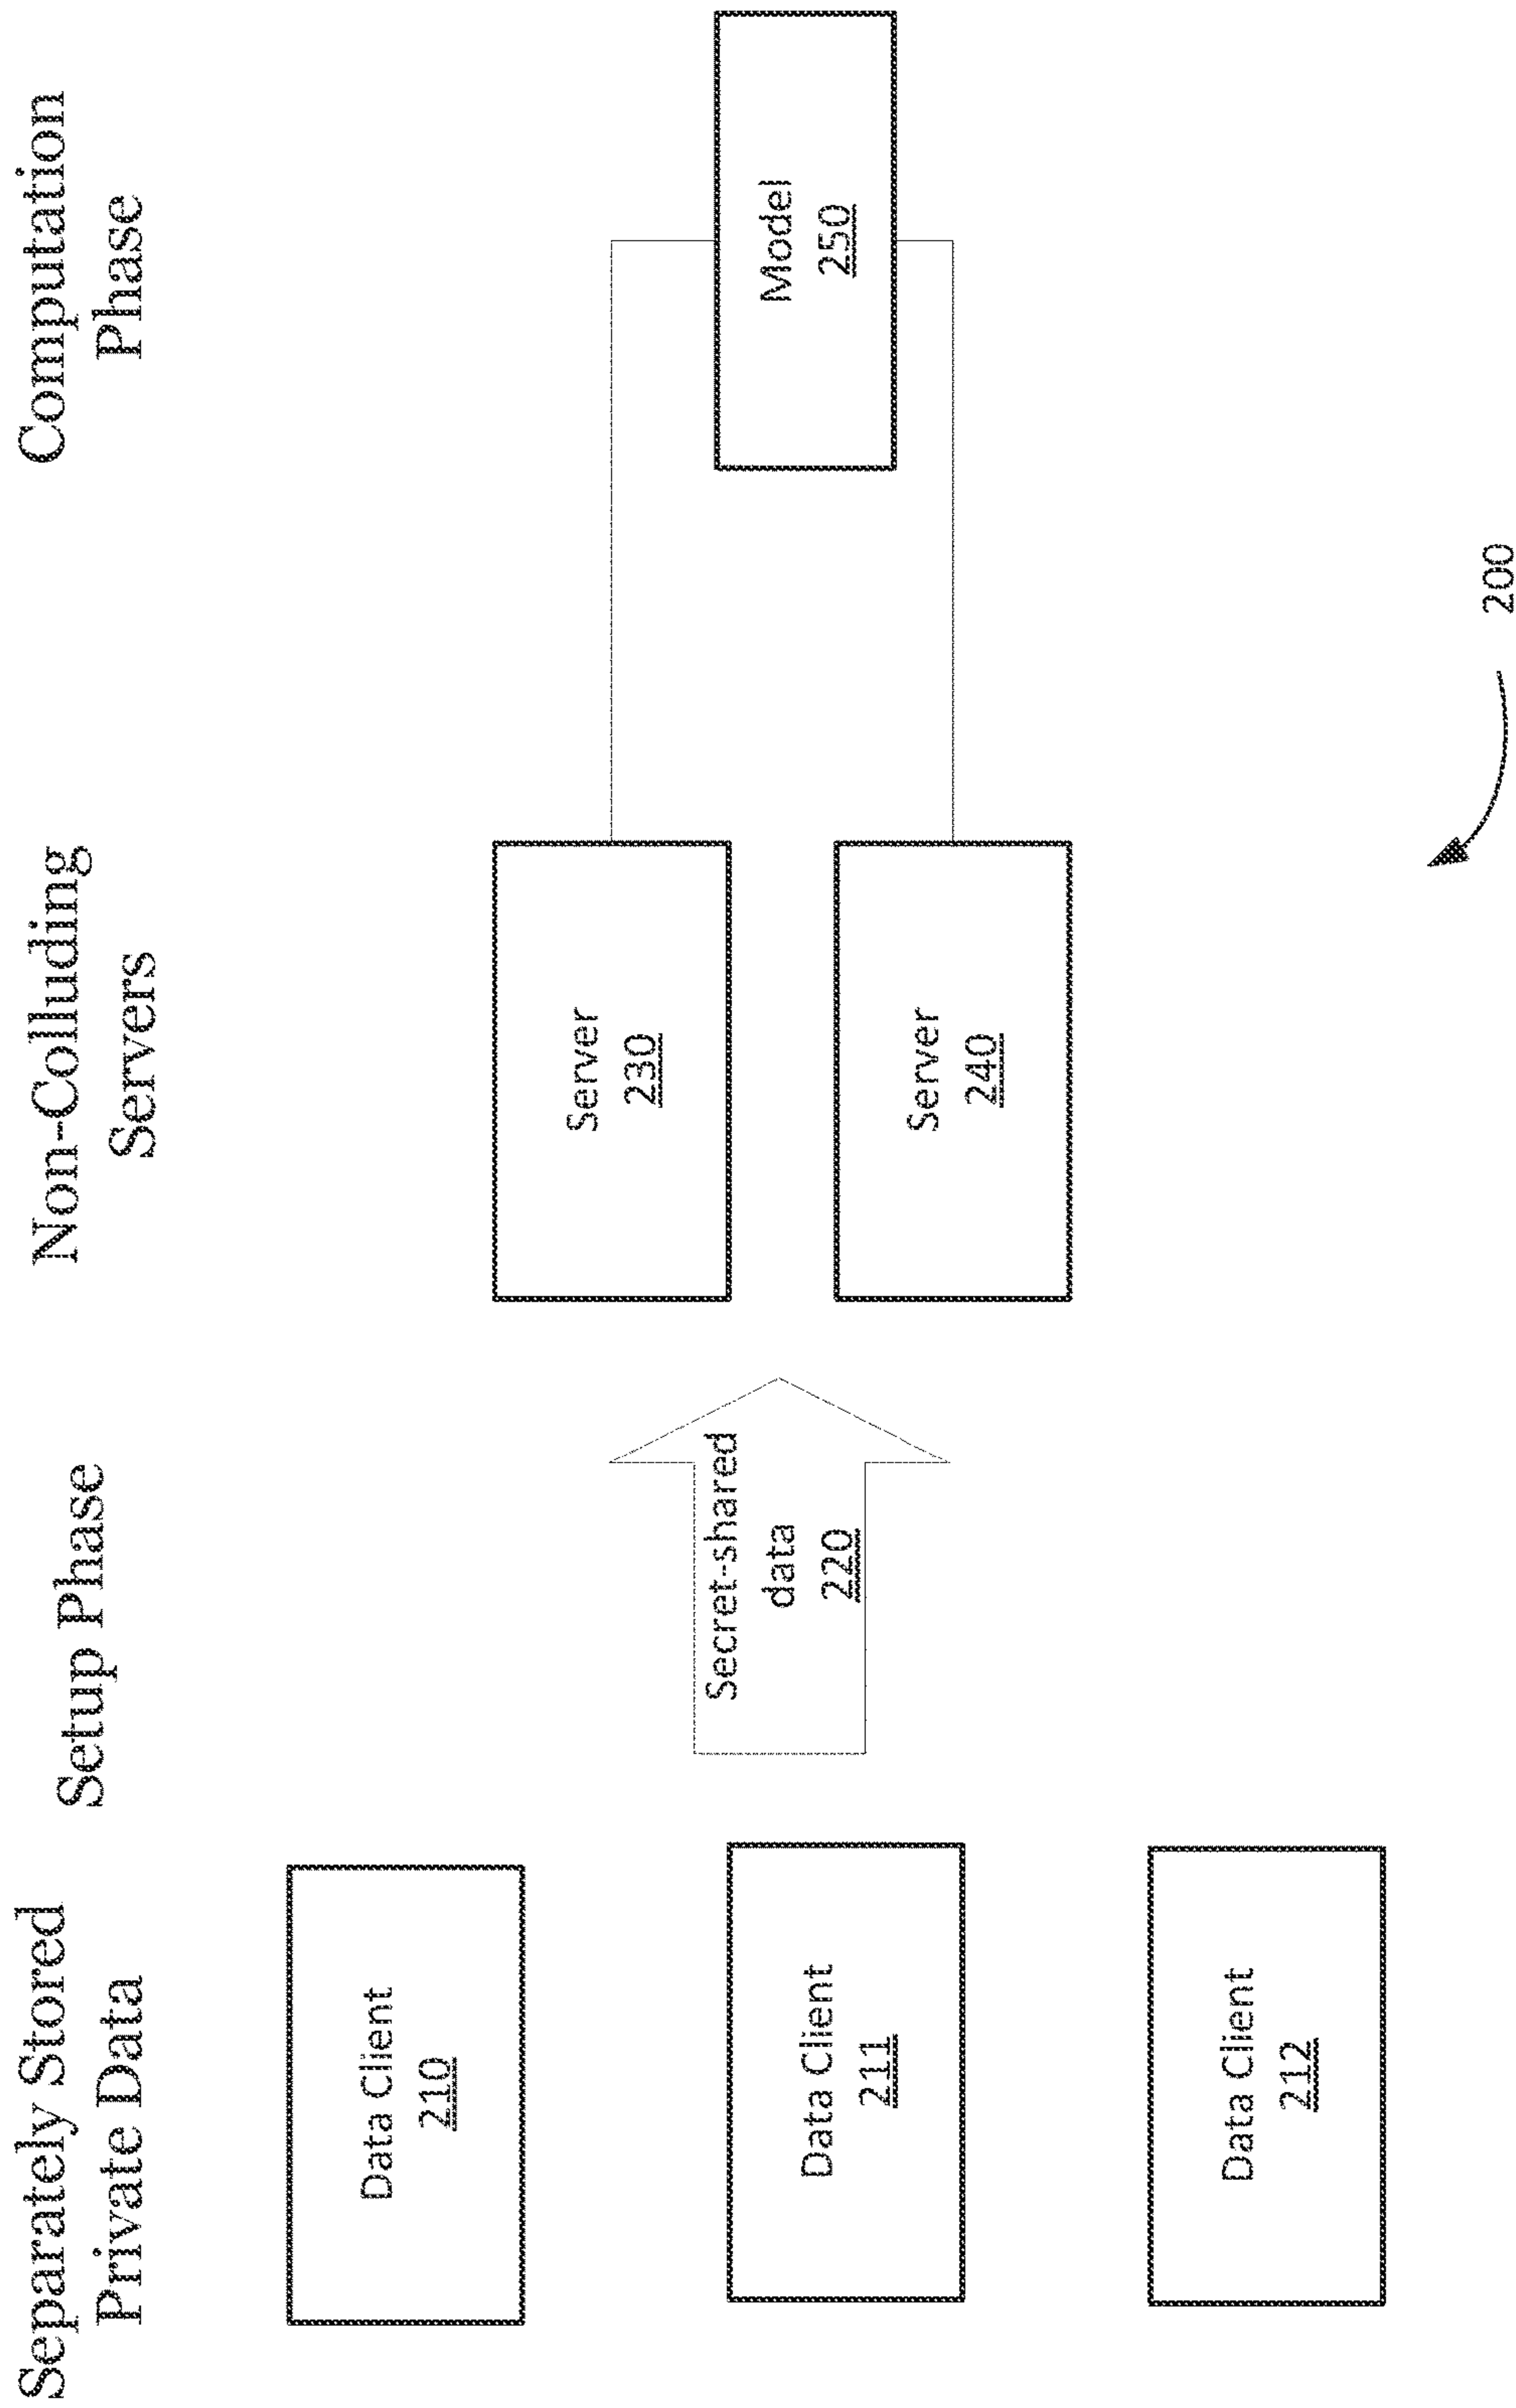 Separately Stored
Private Data
Setup Phase
Non-Colluding
Servers
Computation
Phase
Data Client
210
Data Client
211
Data Client
212
Secret-shared
data
220
Server
230
Server
240
Model
250
200